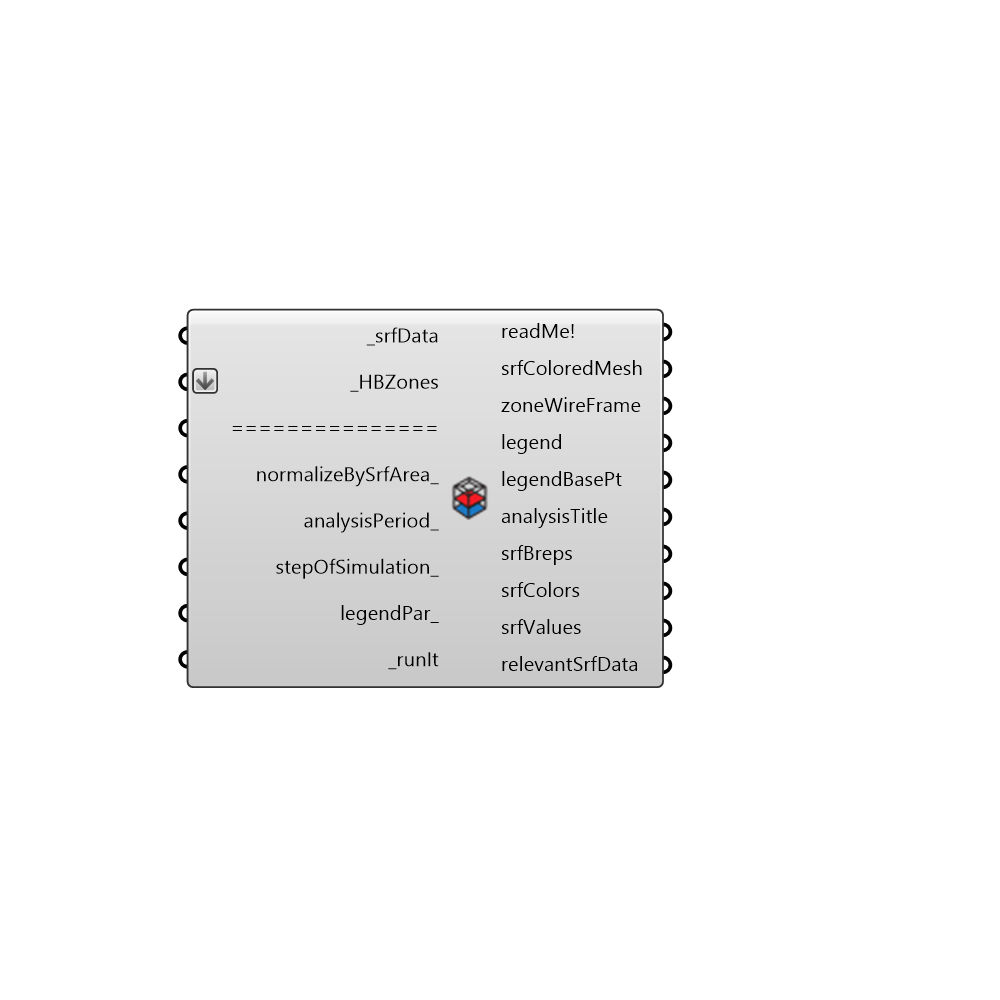 _srfData
_HBZones
===============
normalizeBySrfArea_
analysisPeriod_
stepOfSimulation_
legendPar_
_runIt
readMe!
srfColoredMesh
zoneWireFrame
legend
legendBasePt
analysisTitle
srfBreps
srfColors
srfValues
relevantSrfData